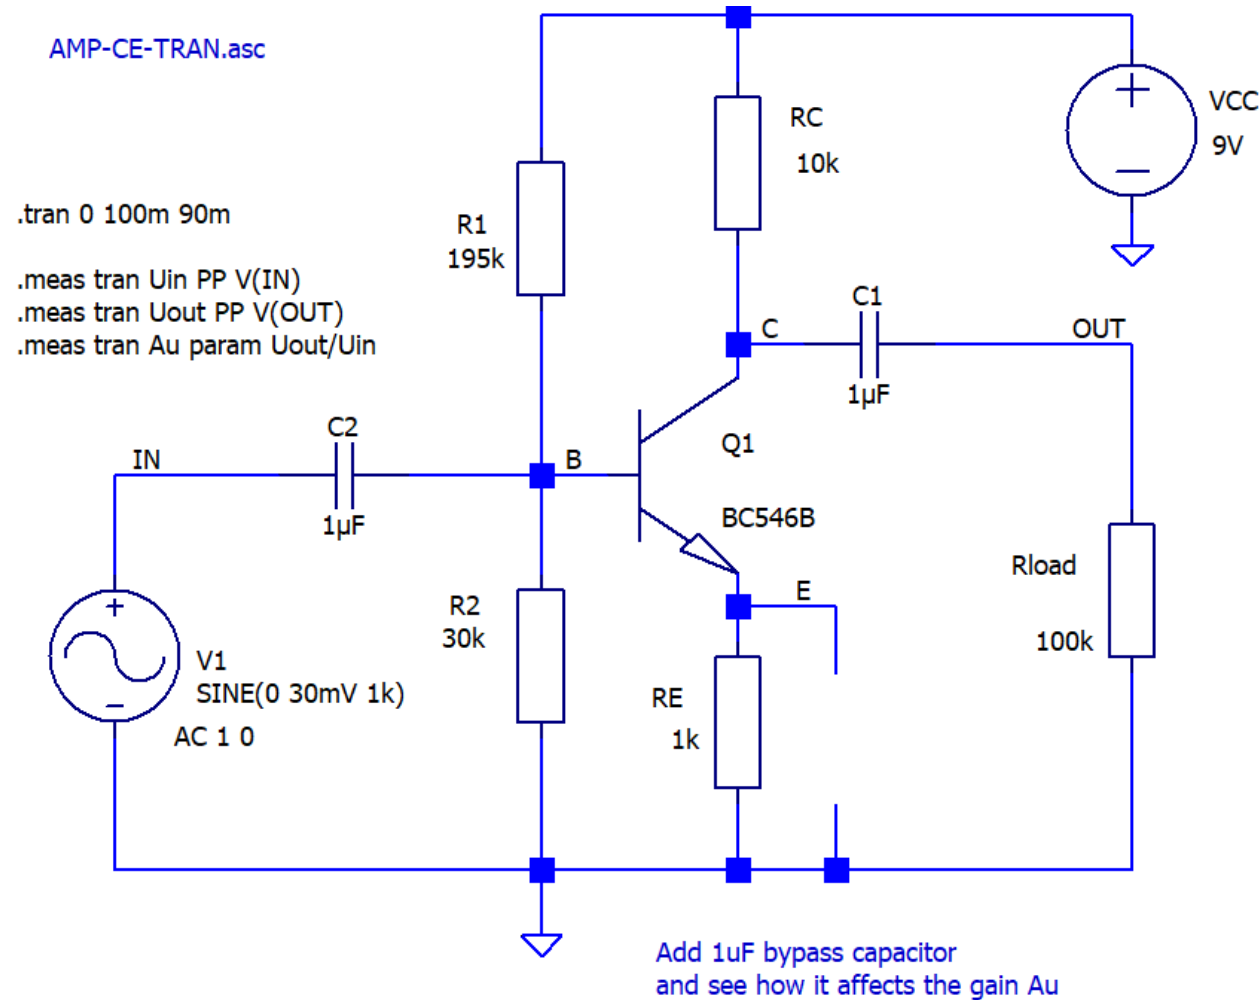 AMP-CE-TRAN.asc
.tran 0 100m 90m
.meas tran Uin PP V(IN)
.meas tran Uout PP V(OUT)
.meas tran Au param Uout/Uin
RC
10k
VCC
9V
R1
195k
C1
1µF
C
OUT
C2
1µF
IN
B
Q1
BC546B
E
R2
30k
V1
SINE(0 30mV 1k)
AC 1 0
RE
1k
Rload
100k
+
−
+
−
Add 1uF bypass capacitor
and see how it affects the gain Au